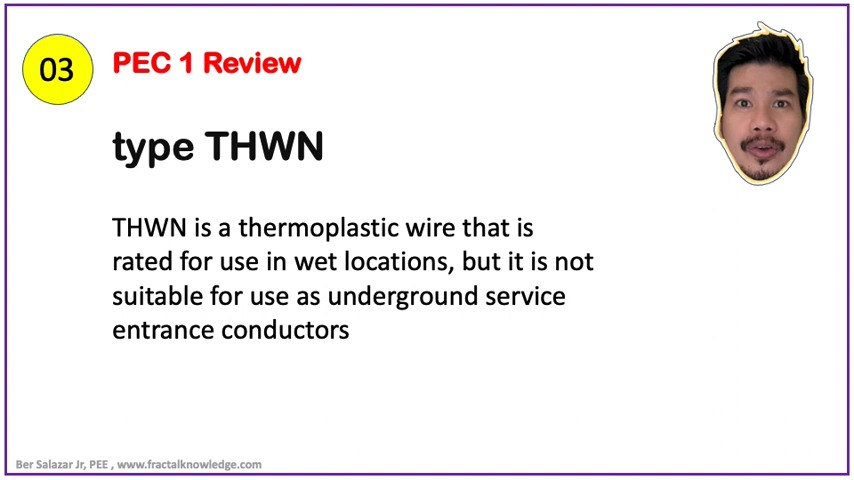 03
PEC 1 Review
type THWN
THWN is a thermoplastic wire that is
rated for use in wet locations, but it is not
suitable for use as underground service
entrance conductors
Ber Salazar Jr, PEE , www.fractalknowledge.com